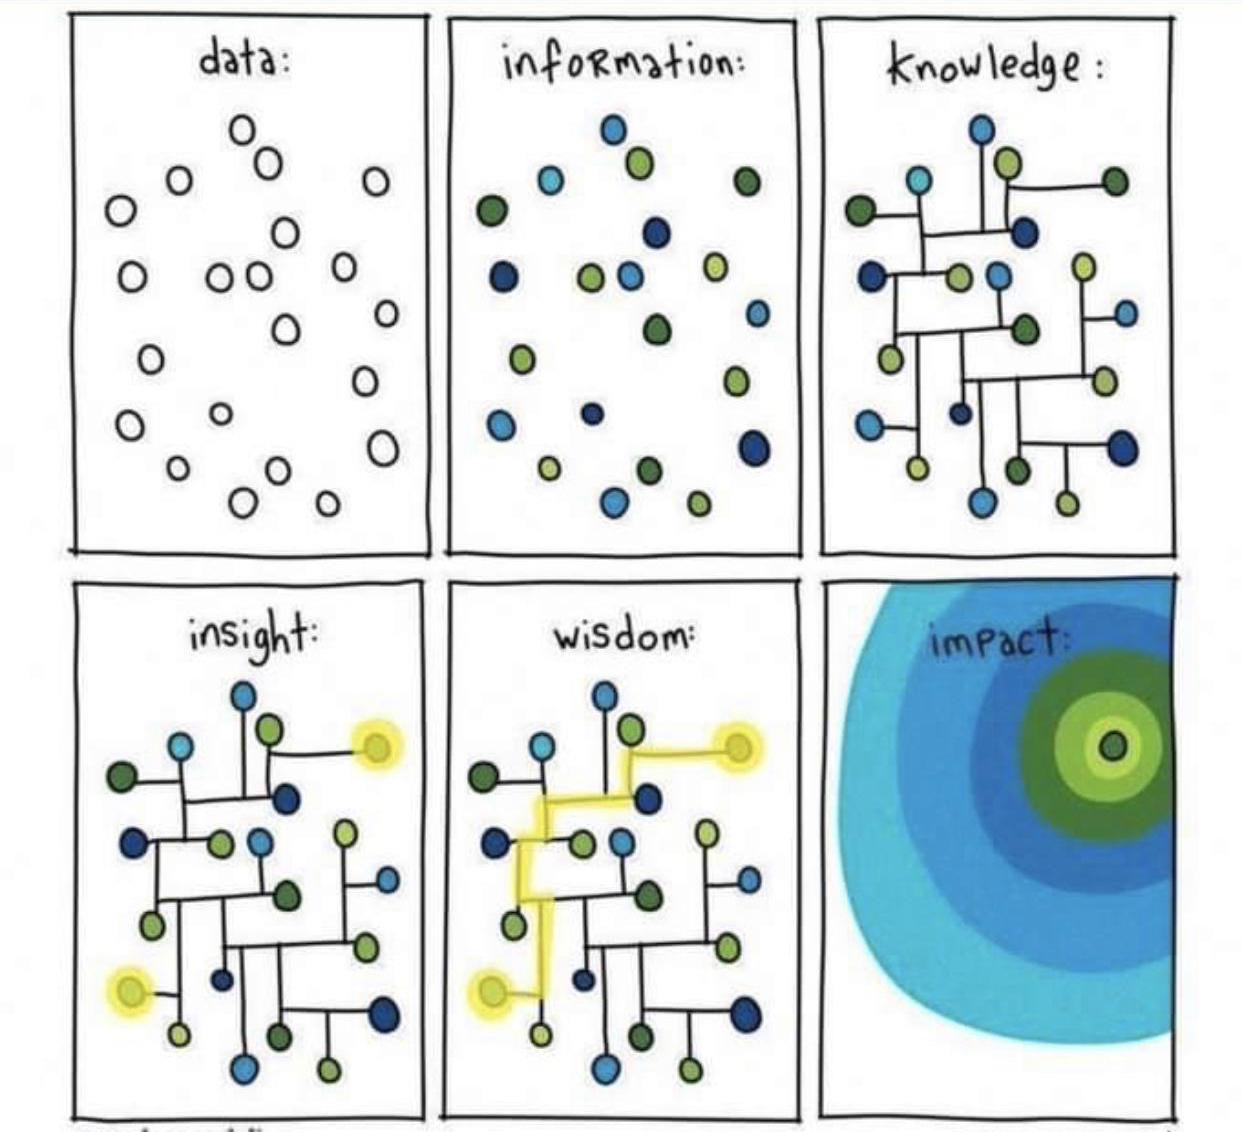 data:
information:
knowledge:
insight:
wisdom:
impact: